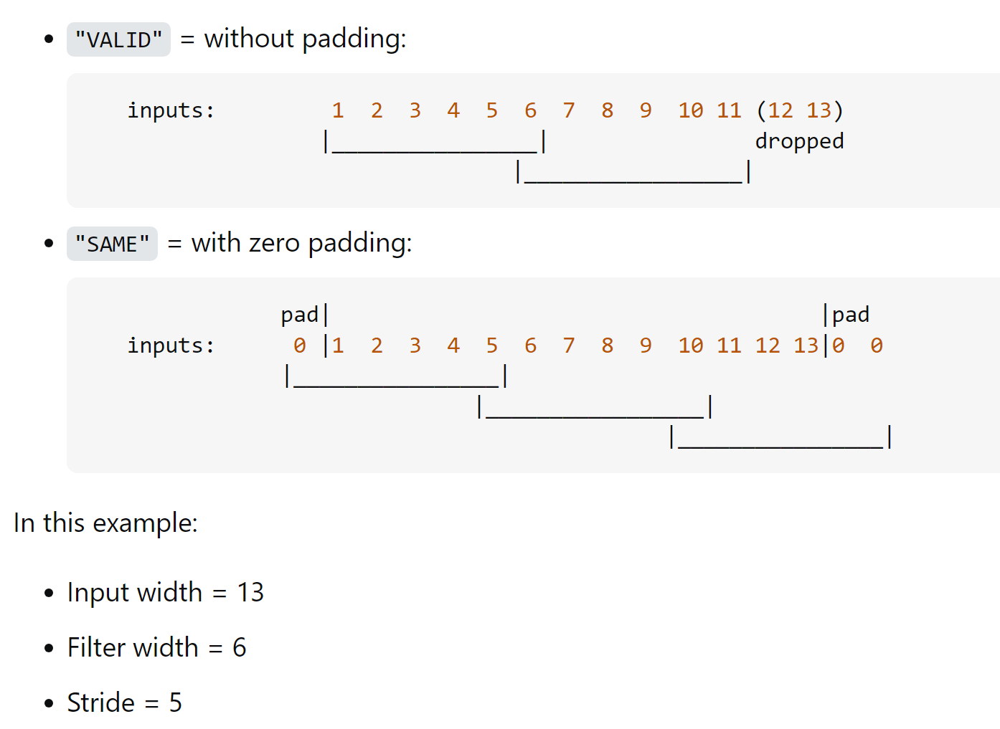 "VALID" = without padding:
inputs: 1 2 3 4 5 6 7 8 9 10 11 (12 13)
|________________| dropped
|_________________|
"SAME" = with zero padding:
pad| |pad
inputs: 0 |1 2 3 4 5 6 7 8 9 10 11 12 13|0 0
|________________|
|_________________|
|________________|
In this example:
Input width = 13
Filter width = 6
Stride = 5